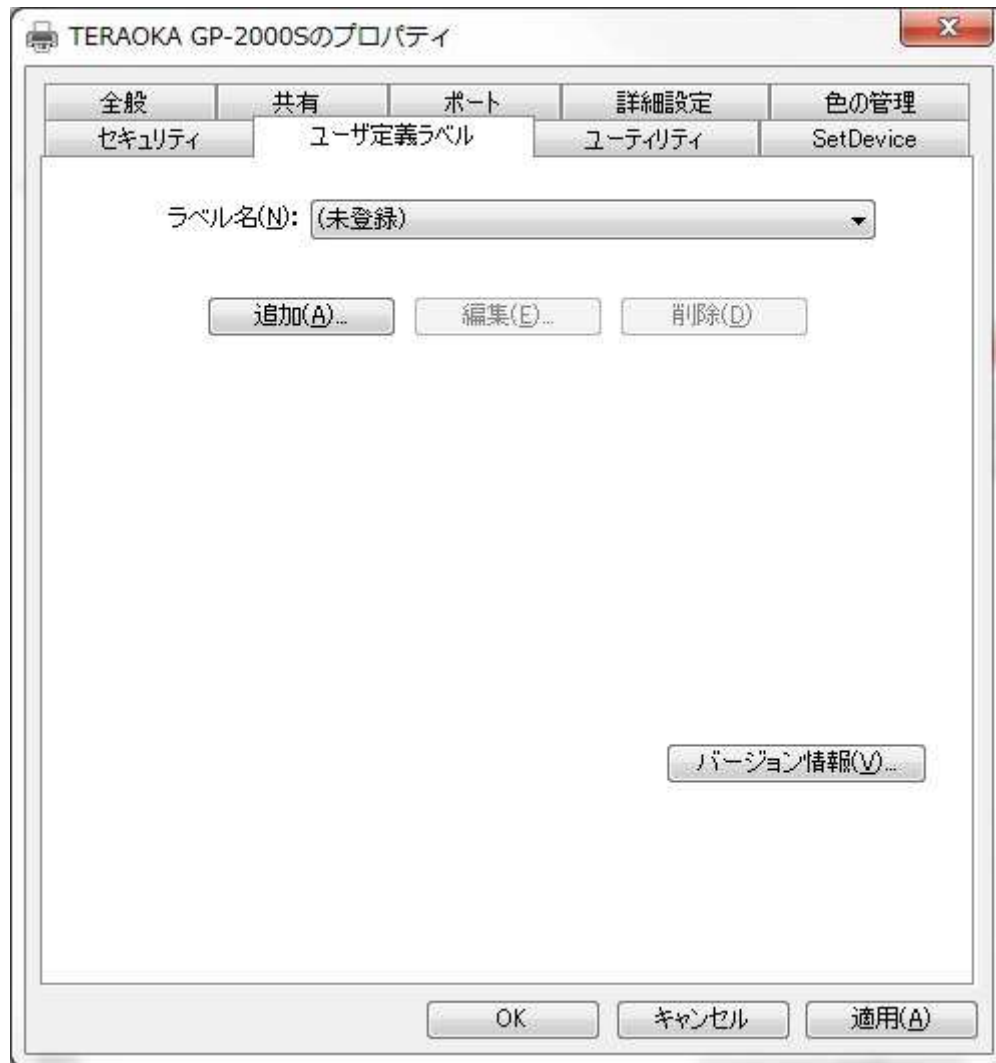 TERAOKA GP-2000Sのプロパティ
全般 共有 ポート 詳細設定 色の管理
セキュリティ ユーザ定義ラベル ユーティリティ SetDevice
ラベル名(N): (未登録)
追加(A)... 編集(E)... 削除(D)
バージョン情報(V)...
OK キャンセル 適用(A)